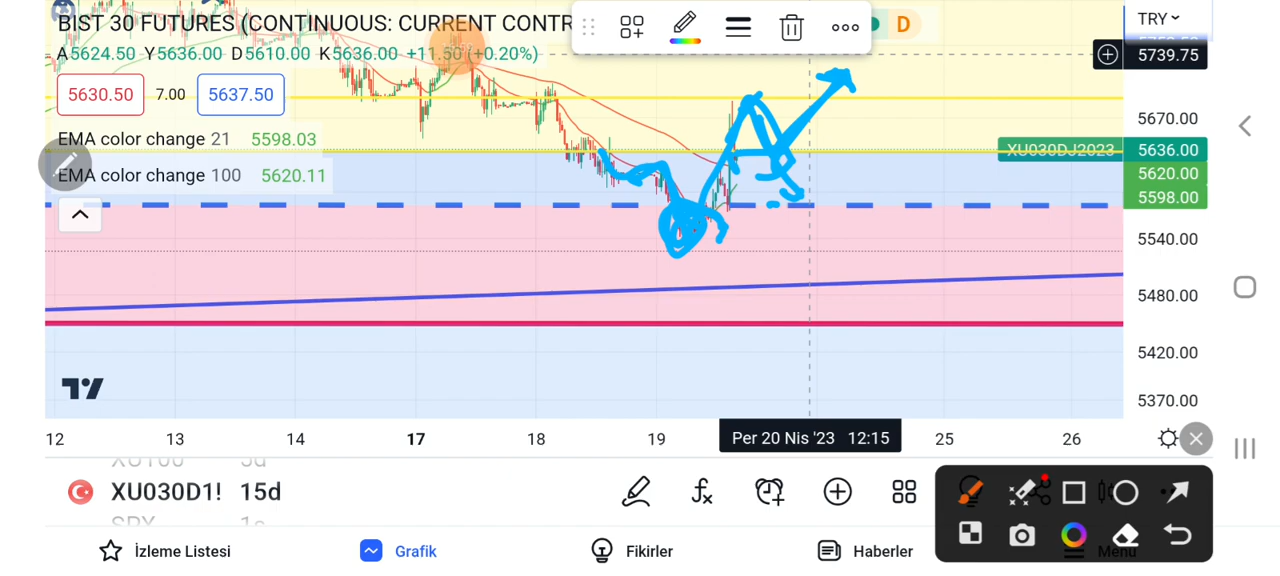 BIST 30 FUTURES (CONTINUOUS: CURRENT CONTR
D
TRY
A5624.50 Y5636.00 D5610.00 K5636.00 +11.50 (+0.20%)
5739.75
5630.50 7.00 5637.50
5670.00
EMA color change 21 5598.03
XU030DJ2023 5636.00
EMA color change 100 5620.11
5620.00
5598.00
5540.00
5480.00
5420.00
5370.00
12 13 14 17 18 19 Per 20 Nis '23 12:15 25 26
XU030D1! 15d
İzleme Listesi Grafik Fikirler Haberler Menü